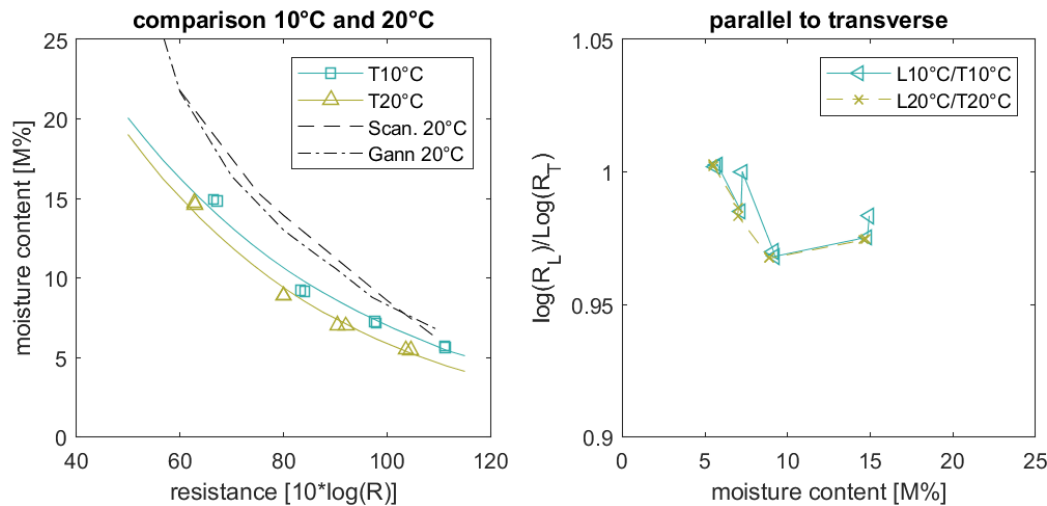 comparison 10°C and 20°C
25
20
15
10
5
0
40
60
80
100
120
moisture content [M%]
resistance [10*log(R)]
T10°C
T20°C
Scan. 20°C
Gann 20°C
parallel to transverse
1.05
1
0.95
0.9
0
5
10
15
20
25
log(R_L)/Log(R_T)
moisture content [M%]
L10°C/T10°C
L20°C/T20°C